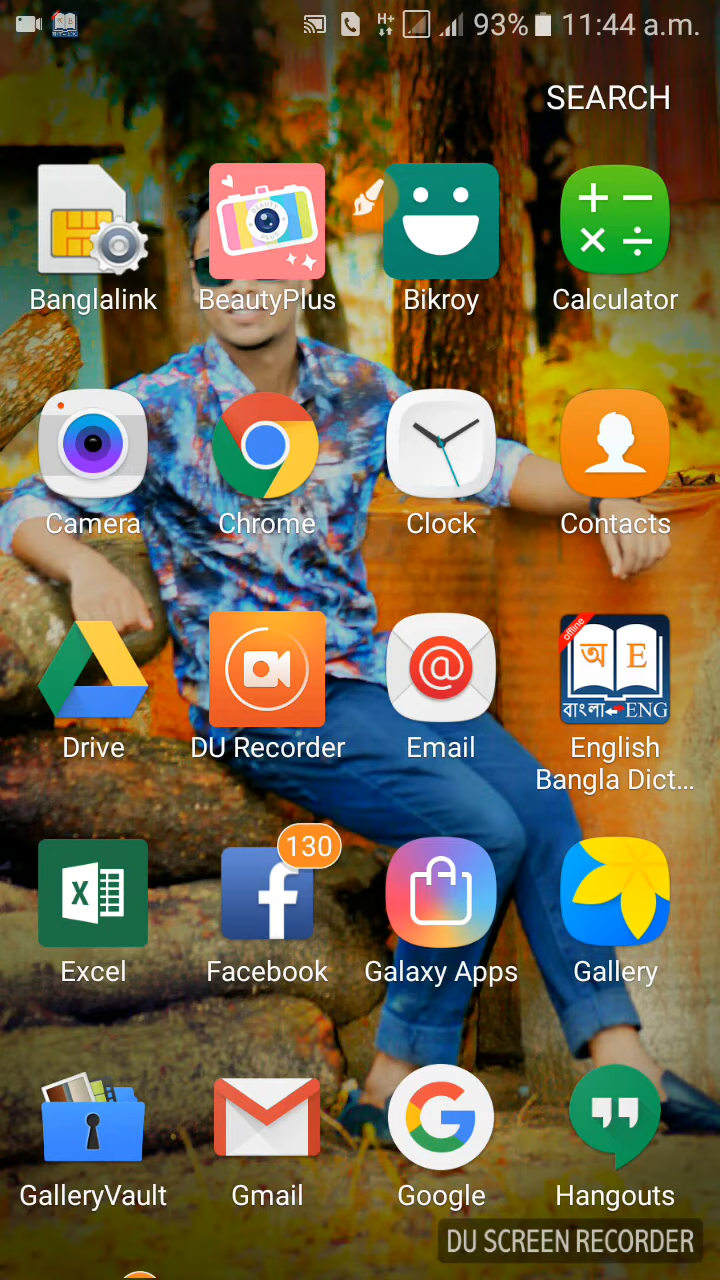 H+ 93% 11:44 a.m.
SEARCH
Banglalink BeautyPlus Bikroy Calculator
Camera Chrome Clock Contacts
offline
অ E
বাংলা ENG
Drive DU Recorder Email English
Bangla Dict...
130
Excel Facebook Galaxy Apps Gallery
GalleryVault Gmail Google Hangouts
DU SCREEN RECORDER